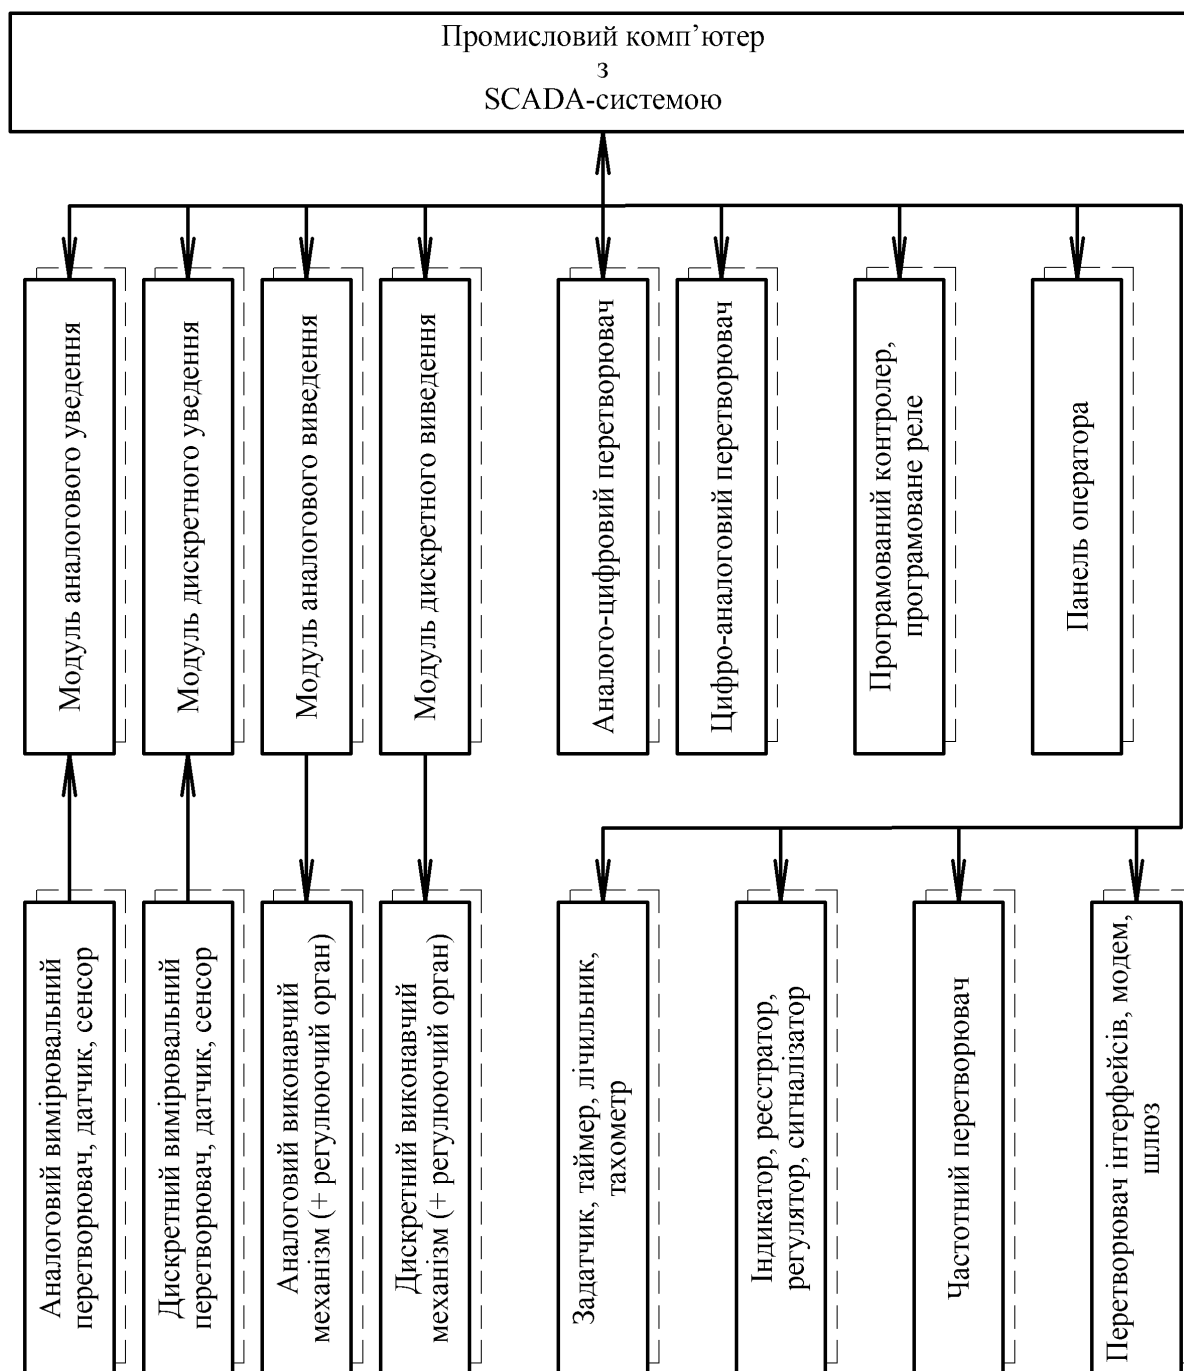 Промисловий комп’ютер
з
SCADA-системою
Модуль аналогового уведення
Модуль дискретного уведення
Модуль аналогового виведення
Модуль дискретного виведення
Аналого-цифровий перетворювач
Цифро-аналоговий перетворювач
Програмований контролер,
програмоване реле
Панель оператора
Аналоговий вимірювальний
перетворювач, датчик, сенсор
Дискретний вимірювальний
перетворювач, датчик, сенсор
Аналоговий виконавчий
механізм (+ регулюючий орган)
Дискретний виконавчий
механізм (+ регулюючий орган)
Задатчик, таймер, лічильник,
тахометр
Індикатор, реєстратор,
регулятор, сигналізатор
Частотний перетворювач
Перетворювач інтерфейсів, модем,
шлюз